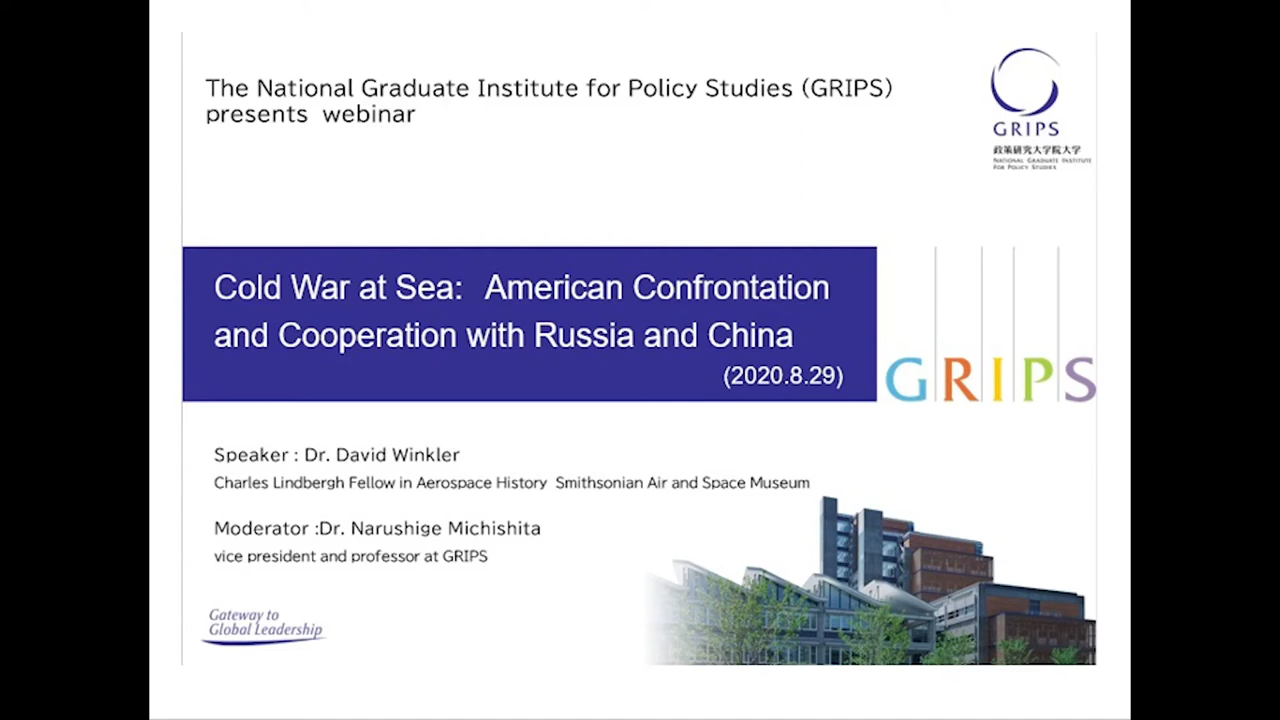 The National Graduate Institute for Policy Studies (GRIPS)
presents webinar
GRIPS
政策研究大学院大学
NATIONAL GRADUATE INSTITUTE
FOR POLICY STUDIES
Cold War at Sea: American Confrontation
and Cooperation with Russia and China
(2020.8.29)
GRIPS
Speaker : Dr. David Winkler
Charles Lindbergh Fellow in Aerospace History Smithsonian Air and Space Museum
Moderator :Dr. Narushige Michishita
vice president and professor at GRIPS
Gateway to
Global Leadership